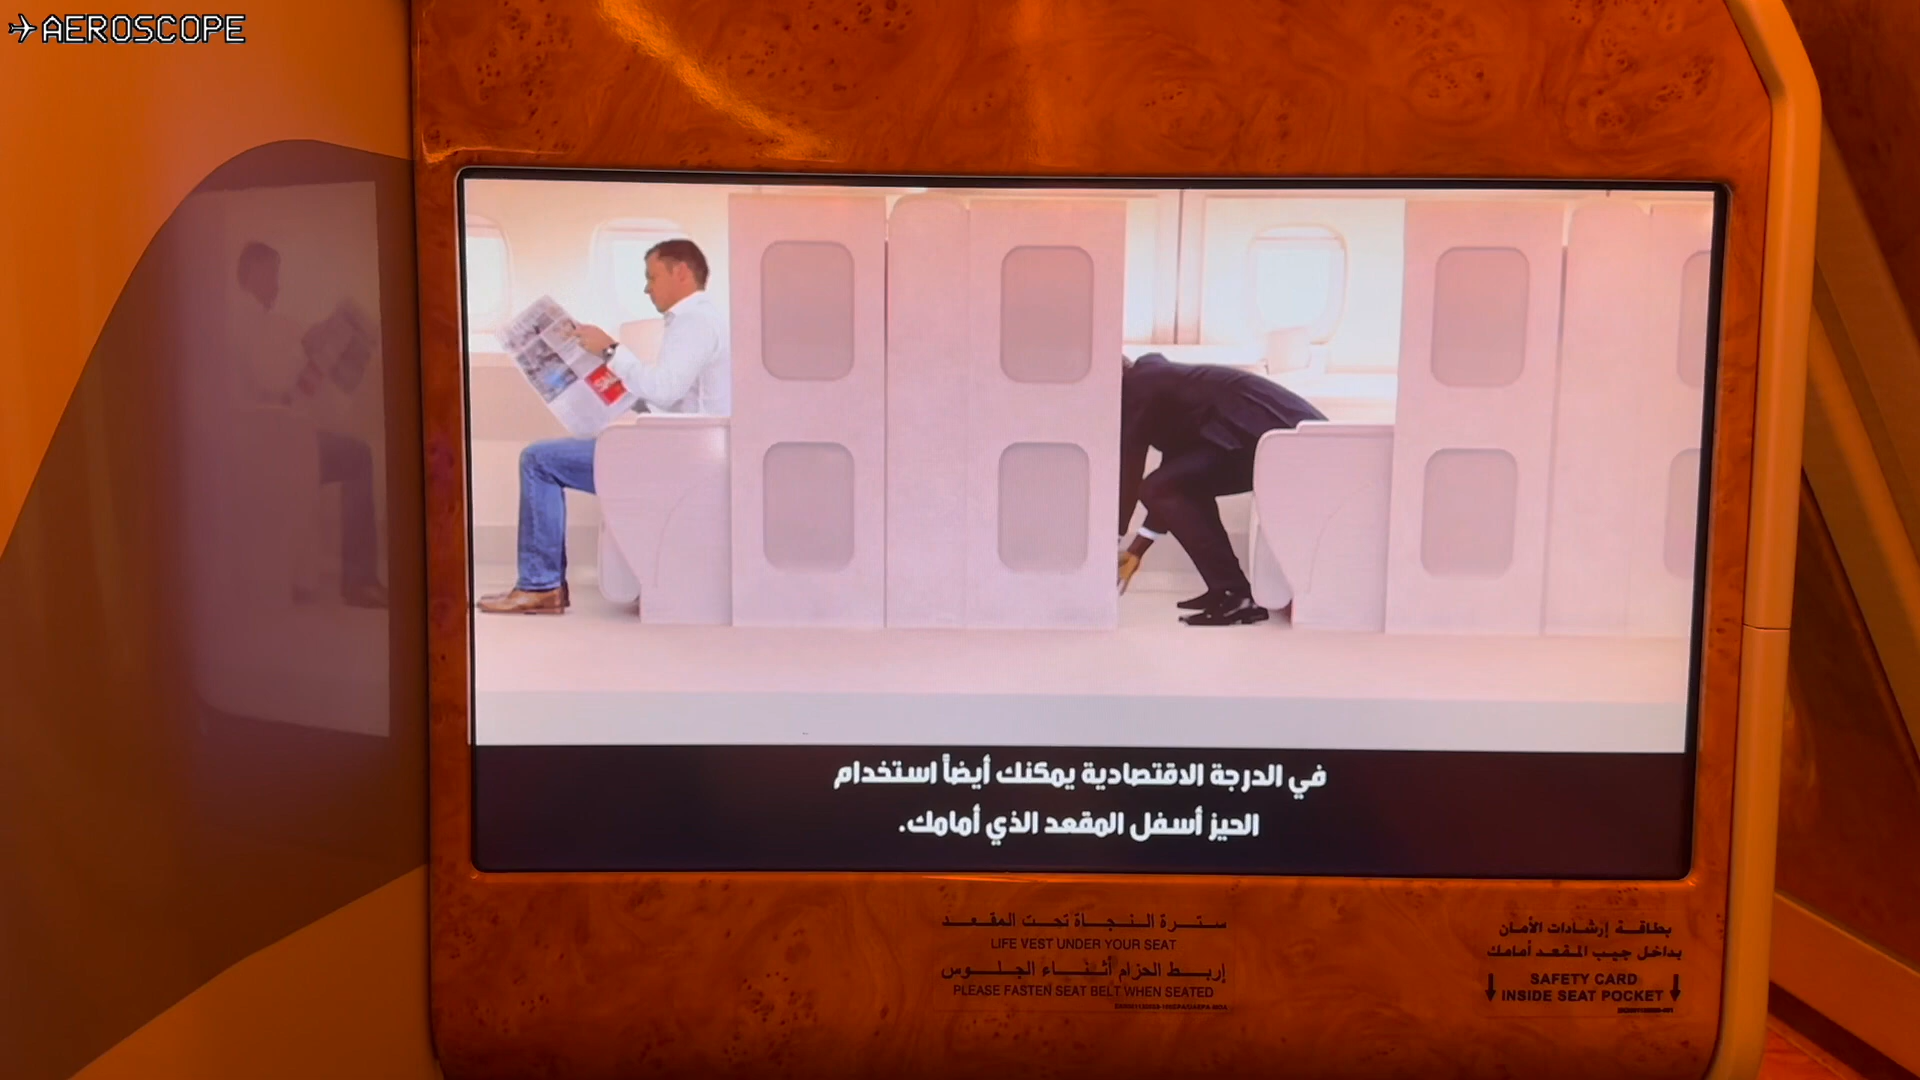 AEROSCOPE
في الدرجة الاقتصادية يمكنك أيضاً استخدام
الحيز أسفل المقعد الذي أمامك.
سترة النجاة تحت المقعد
LIFE VEST UNDER YOUR SEAT
إربط الحزام أثناء الجلوس
PLEASE FASTEN SEAT BELT WHEN SEATED
بطاقة إرشادات الأمان
بداخل جيب المقعد أمامك
SAFETY CARD
INSIDE SEAT POCKET